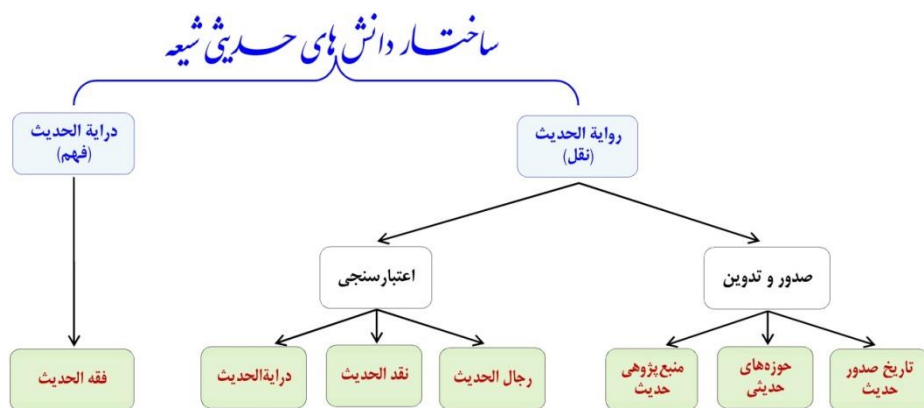 ساختار دانش های حدیثی شیعه
روایة الحدیث
(نقل)
درایة الحدیث
(فهم)
صدور و تدوین
اعتبارسنجی
تاریخ صدور
حدیث
حوزه‌های
حدیثی
منبع‌پژوهی
حدیث
رجال الحدیث
نقد الحدیث
درایةالحدیث
فقه الحدیث